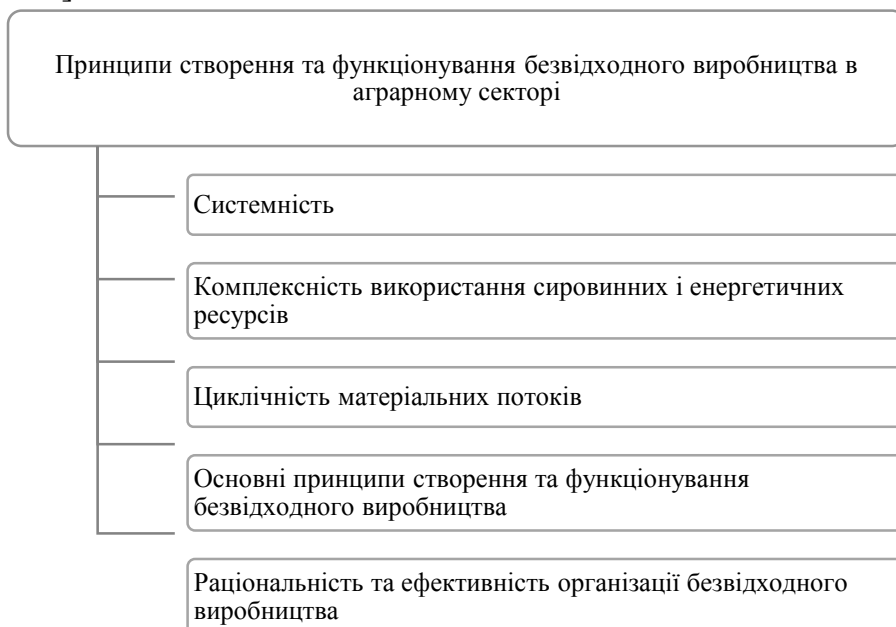 Принципи створення та функціонування безвідходного виробництва в
аграрному секторі
Системність
Комплексність використання сировинних і енергетичних
ресурсів
Циклічність матеріальних потоків
Основні принципи створення та функціонування
безвідходного виробництва
Раціональність та ефективність організації безвідходного
виробництва